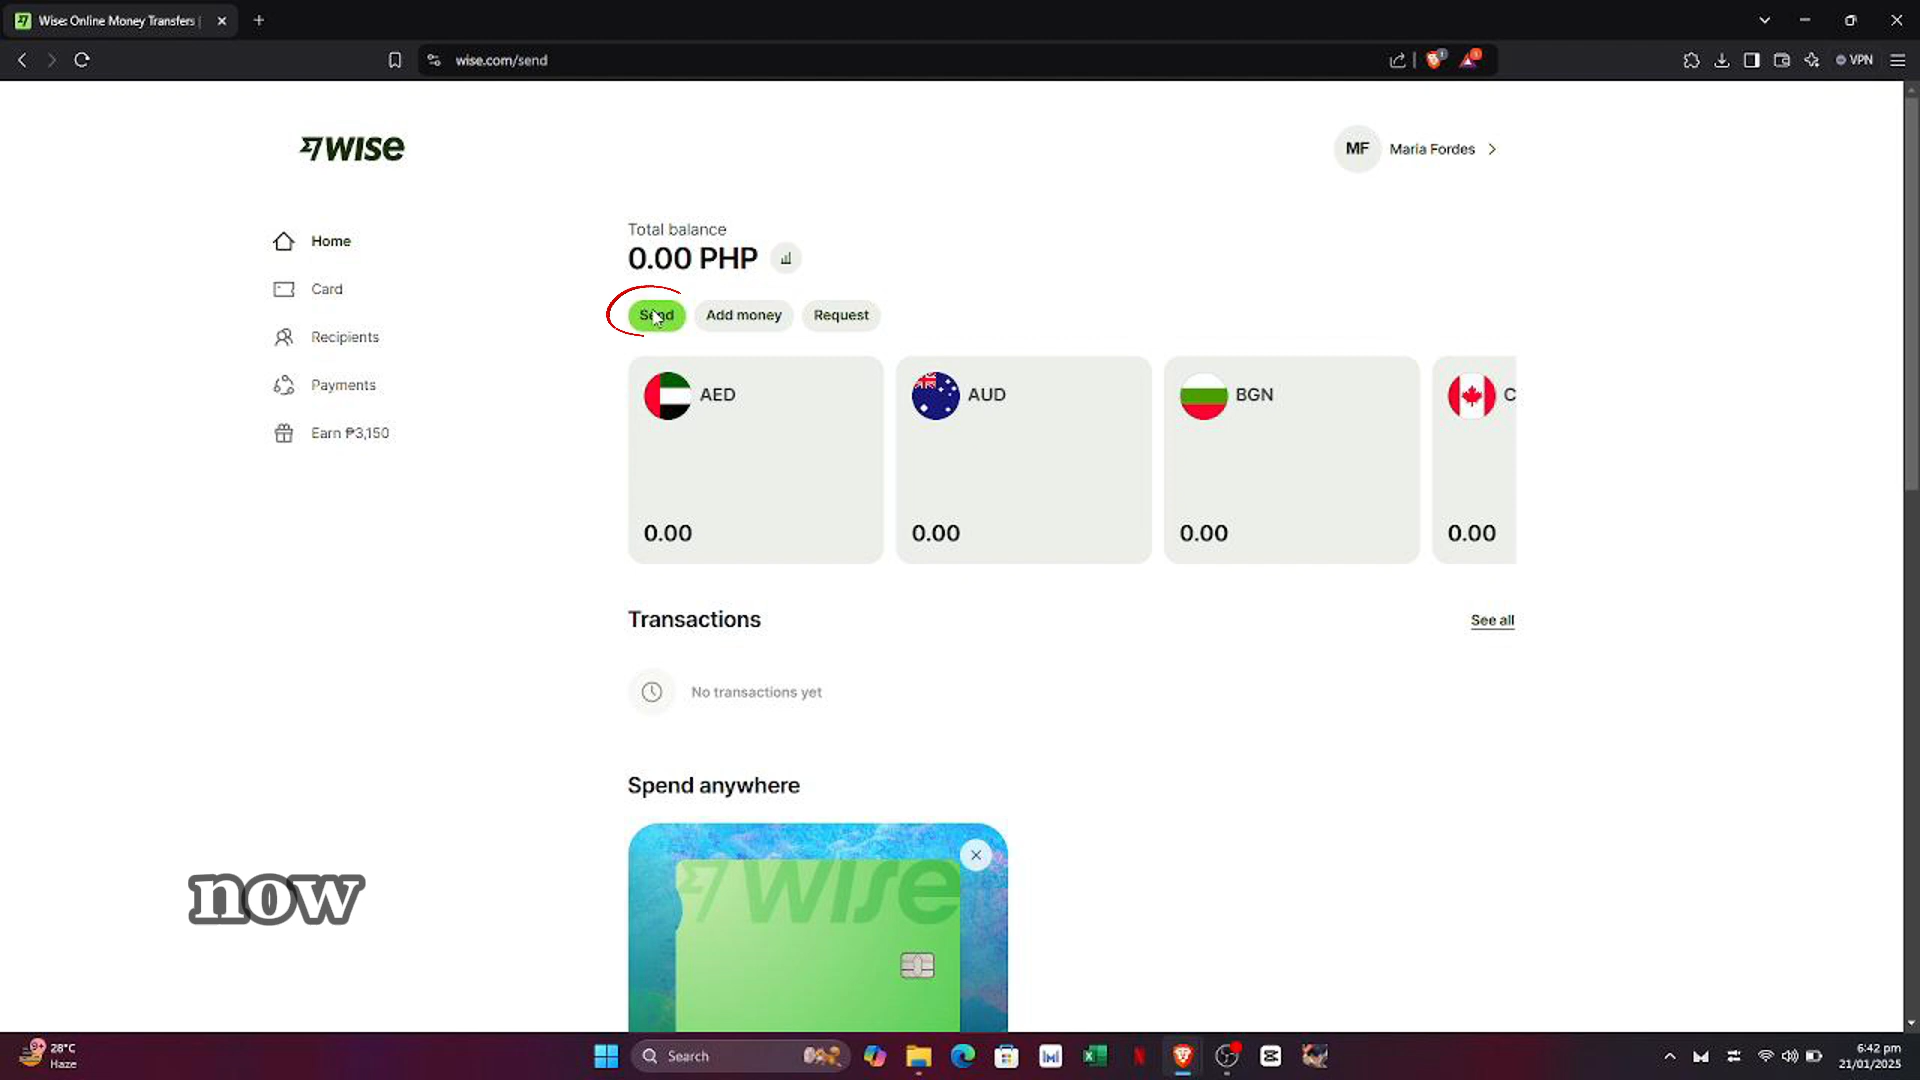 Wise: Online Money Transfers |
wise.com/send
VPN
WISE
MF
Maria Fordes
Home
Card
Recipients
Payments
Earn ₱3,150
Total balance
0.00 PHP
Send
Add money
Request
AED
0.00
AUD
0.00
BGN
0.00
C
0.00
Transactions
See all
No transactions yet
Spend anywhere
WISE
now
9+
28°C
Haze
Search
6:42 pm
21/01/2025